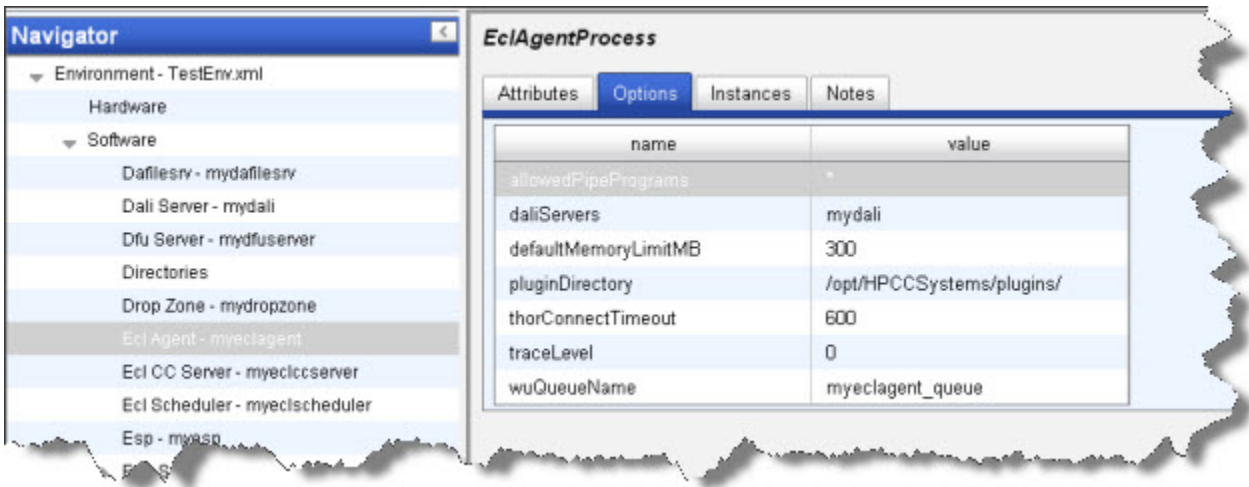 Navigator
Environment - TestEnv.xml
Hardware
Software
Dafilesrv - mydafilesrv
Dali Server - mydali
Dfu Server - mydfuserver
Directories
Drop Zone - mydropzone
Ecl Agent - myeclagent
Ecl CC Server - myeclccserver
Ecl Scheduler - myeclscheduler
Esp - myesp
EclAgentProcess
Attributes Options Instances Notes
name value
allowedPipePrograms *
daliServers mydali
defaultMemoryLimitMB 300
pluginDirectory /opt/HPCCSystems/plugins/
thorConnectTimeout 600
traceLevel 0
wuQueueName myeclagent_queue